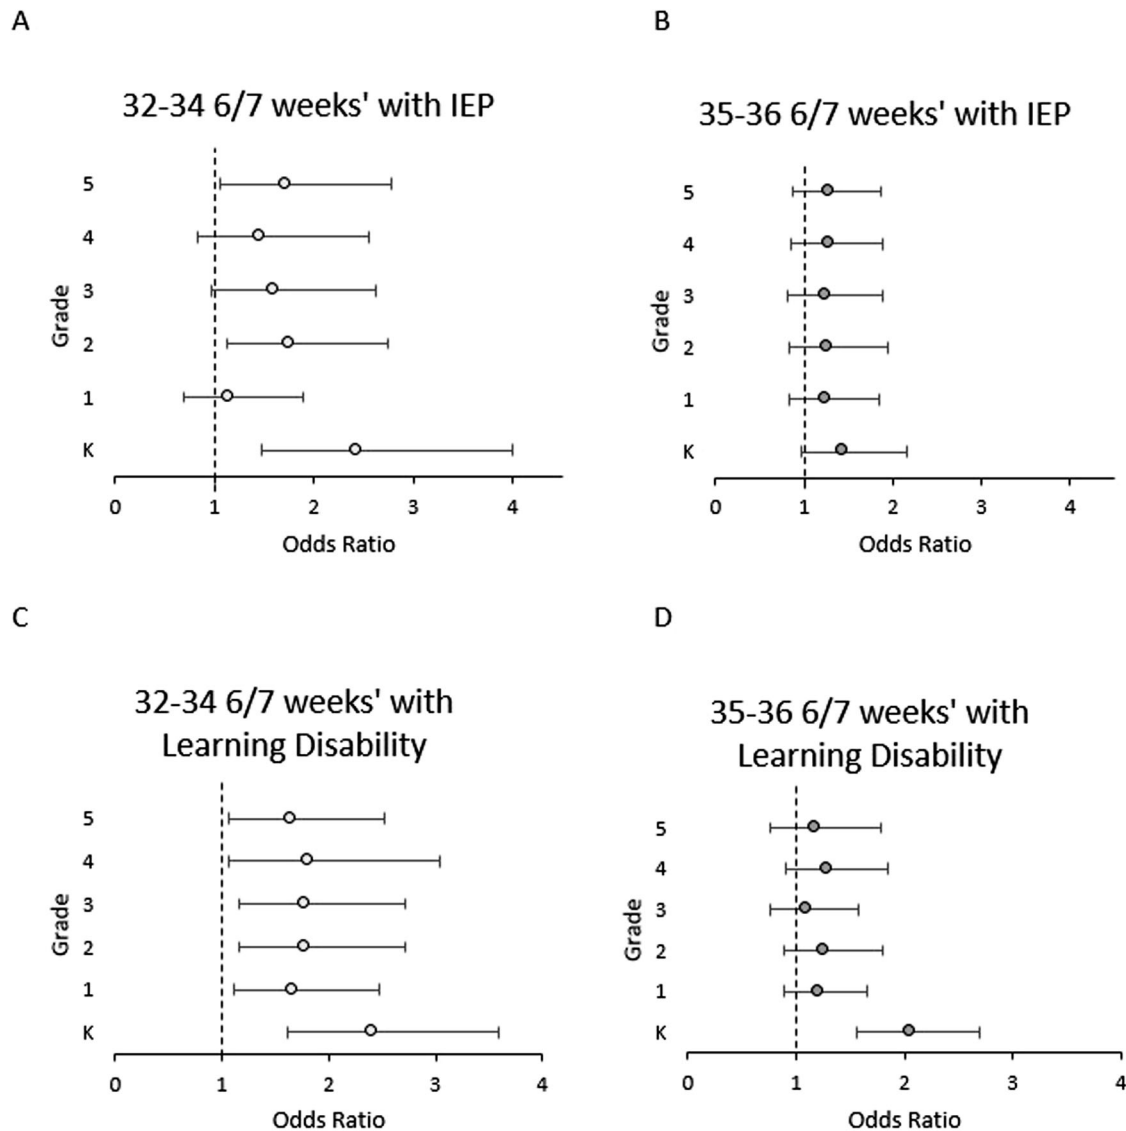 A
32-34 6/7 weeks' with IEP
Grade
5
4
3
2
1
K
0 1 2 3 4
Odds Ratio
B
35-36 6/7 weeks' with IEP
Grade
5
4
3
2
1
K
0 1 2 3 4
Odds Ratio
C
32-34 6/7 weeks' with
Learning Disability
Grade
5
4
3
2
1
K
0 1 2 3 4
Odds Ratio
D
35-36 6/7 weeks' with
Learning Disability
Grade
5
4
3
2
1
K
0 1 2 3 4
Odds Ratio